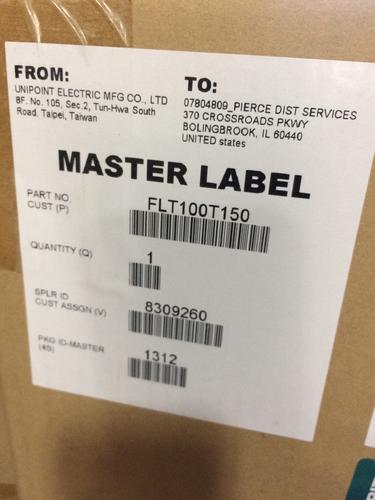 FROM:
UNIPOINT ELECTRIC MFG CO., LTD
8F. No. 105, Sec.2, Tun-Hwa South
Road, Taipei, Taiwan
TO:
07804809_PIERCE DIST SERVICES
370 CROSSROADS PKWY
BOLINGBROOK, IL 60440
UNITED states
MASTER LABEL
PART NO.
CUST (P)
FLT100T150
QUANTITY (Q)
1
SPLR ID
CUST ASSGN (V)
8309260
PKG ID-MASTER
(4S)
1312